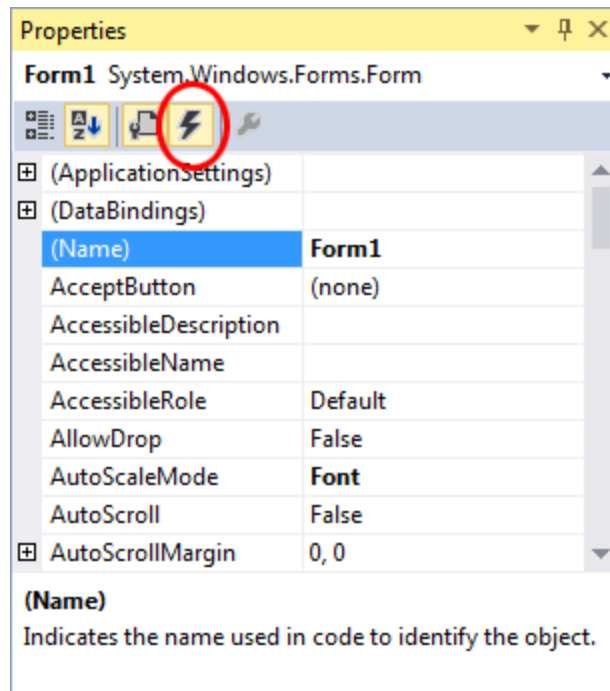 Properties
Form1 System.Windows.Forms.Form
(ApplicationSettings)
(DataBindings)
(Name) Form1
AcceptButton (none)
AccessibleDescription
AccessibleName
AccessibleRole Default
AllowDrop False
AutoScaleMode Font
AutoScroll False
AutoScrollMargin 0, 0
(Name)
Indicates the name used in code to identify the object.